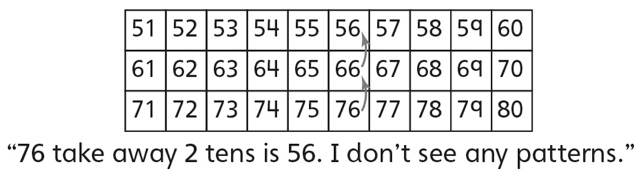 51 52 53 54 55 56 57 58 59 60
61 62 63 64 65 66 67 68 69 70
71 72 73 74 75 76 77 78 79 80
“76 take away 2 tens is 56. I don’t see any patterns.”